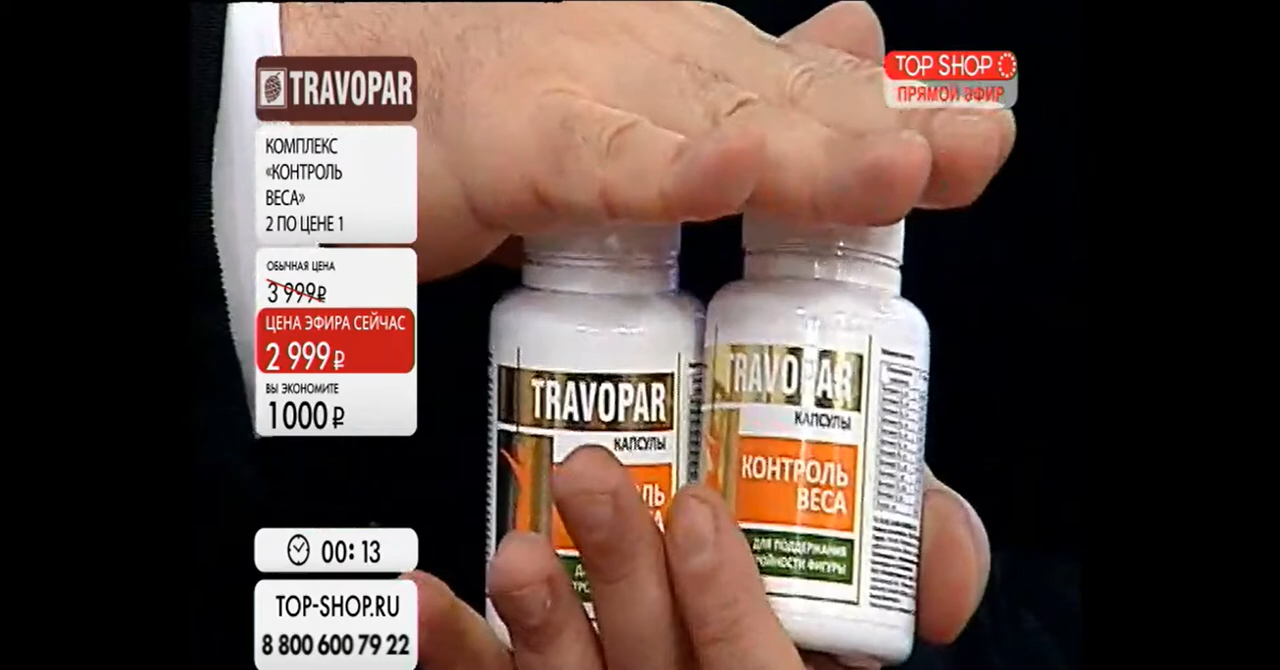 TRAVOPAR
КОМПЛЕКС
«КОНТРОЛЬ
ВЕСА»
2 ПО ЦЕНЕ 1
ОБЫЧНАЯ ЦЕНА
3 999₽
ЦЕНА ЭФИРА СЕЙЧАС
2 999₽
ВЫ ЭКОНОМИТЕ
1000₽
00:13
TOP-SHOP.RU
8 800 600 79 22
TOP SHOP
ПРЯМОЙ ЭФИР
TRAVOPAR
КАПСУЛЫ
TRAVOPAR
КАПСУЛЫ
КОНТРОЛЬ
ВЕСА
ДЛЯ ПОДДЕРЖАНИЯ
ФИГУРЫ